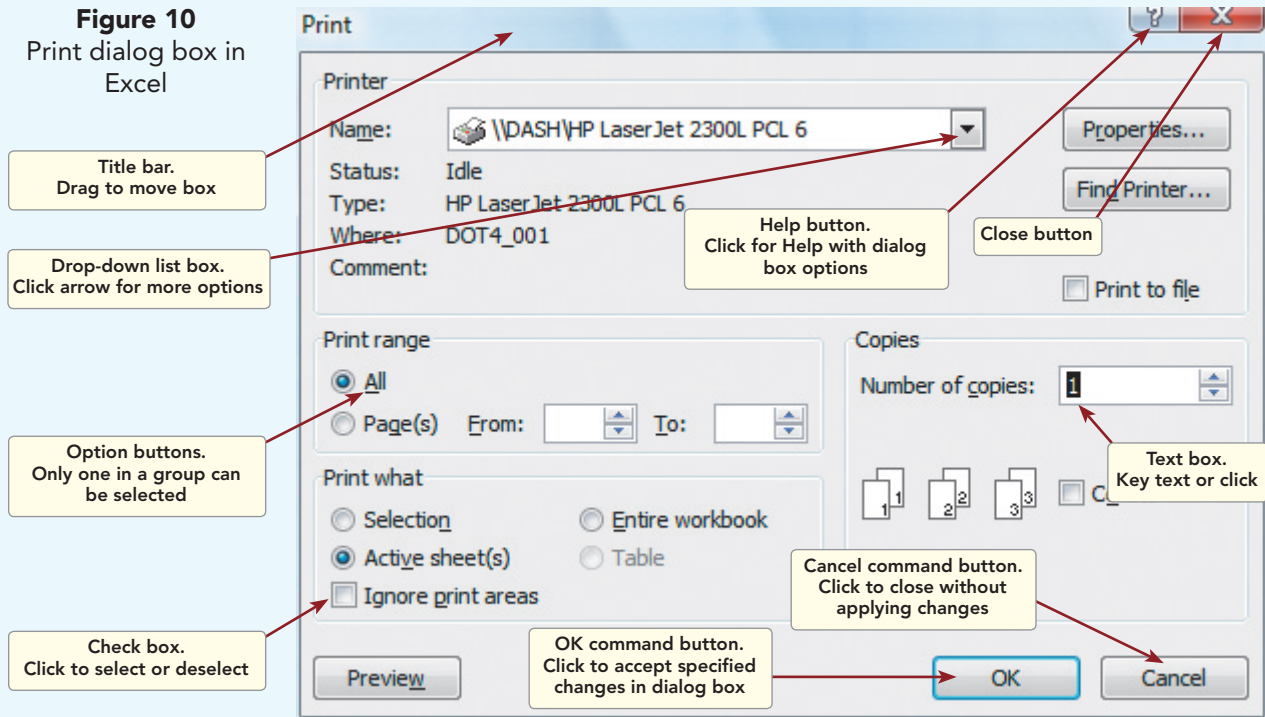 Figure 10
Print dialog box in
Excel
Print
?
X
Printer
Name:
\\DASH\HP LaserJet 2300L PCL 6
Properties...
Title bar.
Drag to move box
Status:
Idle
Find Printer...
Type:
HP LaserJet 2300L PCL 6
Where:
DOT4_001
Help button.
Click for Help with dialog
box options
Close button
Drop-down list box.
Click arrow for more options
Comment:
Print to file
Print range
All
Page(s)
From:
To:
Copies
Number of copies:
1
Option buttons.
Only one in a group can
be selected
Text box.
Key text or click
Print what
Selection
Entire workbook
Active sheet(s)
Table
Ignore print areas
1 1
2 2
3 3
Cancel command button.
Click to close without
applying changes
Check box.
Click to select or deselect
OK command button.
Click to accept specified
changes in dialog box
Preview
OK
Cancel